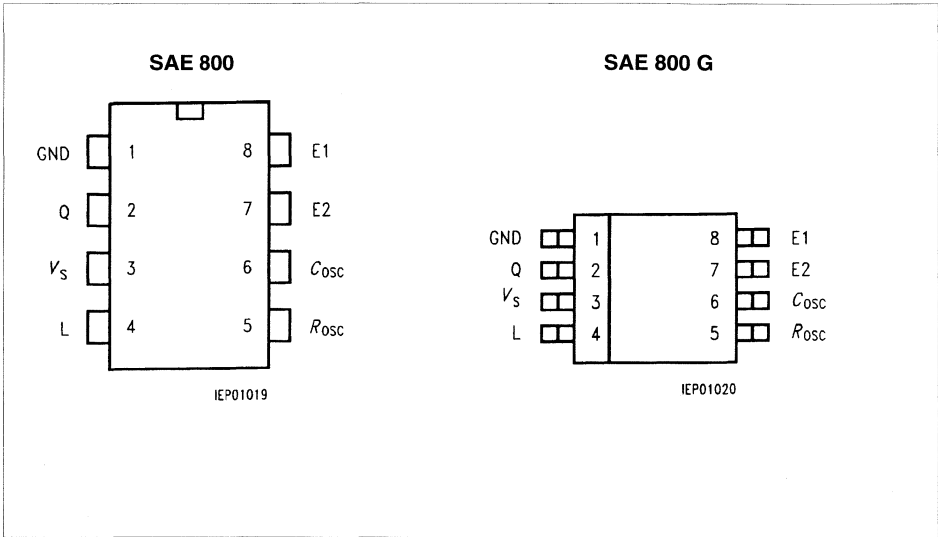 SAE 800
GND 1 8 E1
Q 2 7 E2
VS 3 6 COSC
L 4 5 ROSC
IEP01019
SAE 800 G
GND 1 8 E1
Q 2 7 E2
VS 3 6 COSC
L 4 5 ROSC
IEP01020